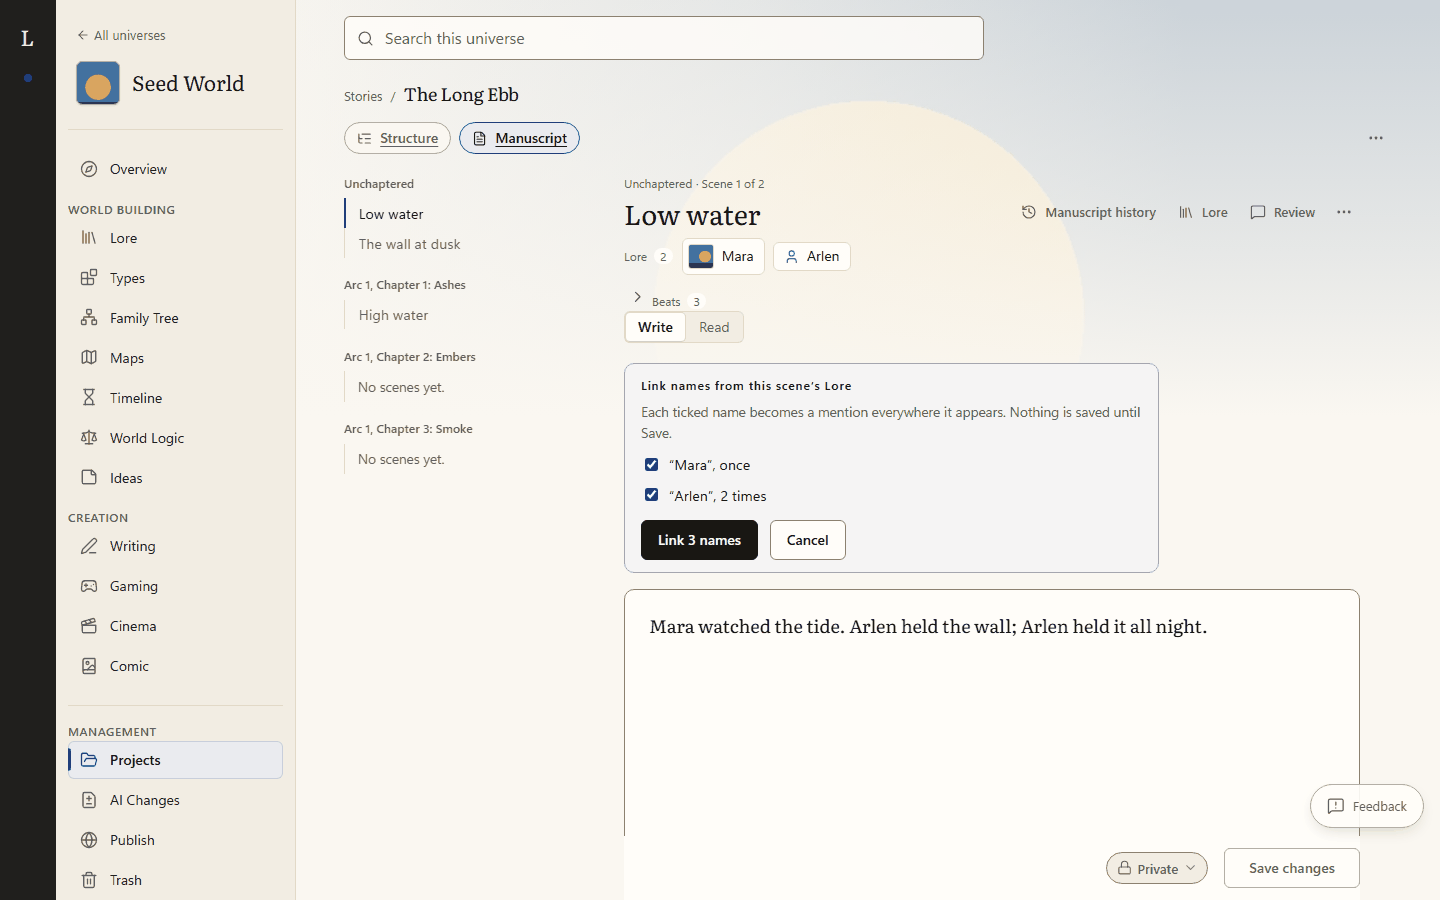 L
All universes
Seed World
Overview
WORLD BUILDING
Lore
Types
Family Tree
Maps
Timeline
World Logic
Ideas
CREATION
Writing
Gaming
Cinema
Comic
MANAGEMENT
Projects
AI Changes
Publish
Trash
Search this universe
Stories / The Long Ebb
Structure
Manuscript
Unchaptered
Low water
The wall at dusk
Arc 1, Chapter 1: Ashes
High water
Arc 1, Chapter 2: Embers
No scenes yet.
Arc 1, Chapter 3: Smoke
No scenes yet.
Unchaptered · Scene 1 of 2
Low water
Manuscript history
Lore
Review
Lore 2
Mara
Arlen
Beats 3
Write
Read
Link names from this scene's Lore
Each ticked name becomes a mention everywhere it appears. Nothing is saved until
Save.
“Mara”, once
“Arlen”, 2 times
Link 3 names
Cancel
Mara watched the tide. Arlen held the wall; Arlen held it all night.
Feedback
Private
Save changes